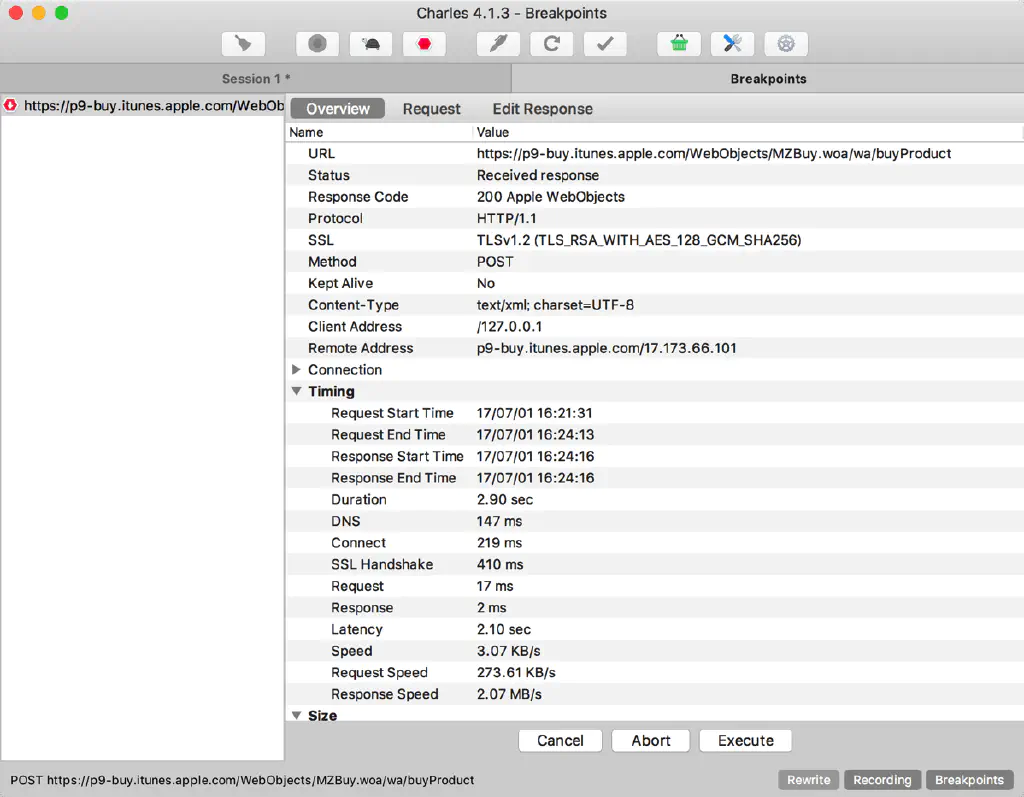 Charles 4.1.3 - Breakpoints
Session 1 * Breakpoints
https://p9-buy.itunes.apple.com/WebOb
Overview Request Edit Response
Name Value
URL https://p9-buy.itunes.apple.com/WebObjects/MZBuy.woa/wa/buyProduct
Status Received response
Response Code 200 Apple WebObjects
Protocol HTTP/1.1
SSL TLSv1.2 (TLS_RSA_WITH_AES_128_GCM_SHA256)
Method POST
Kept Alive No
Content-Type text/xml; charset=UTF-8
Client Address /127.0.0.1
Remote Address p9-buy.itunes.apple.com/17.173.66.101
Connection
Timing
Request Start Time 17/07/01 16:21:31
Request End Time 17/07/01 16:24:13
Response Start Time 17/07/01 16:24:16
Response End Time 17/07/01 16:24:16
Duration 2.90 sec
DNS 147 ms
Connect 219 ms
SSL Handshake 410 ms
Request 17 ms
Response 2 ms
Latency 2.10 sec
Speed 3.07 KB/s
Request Speed 273.61 KB/s
Response Speed 2.07 MB/s
Size
Cancel Abort Execute
POST https://p9-buy.itunes.apple.com/WebObjects/MZBuy.woa/wa/buyProduct Rewrite Recording Breakpoints